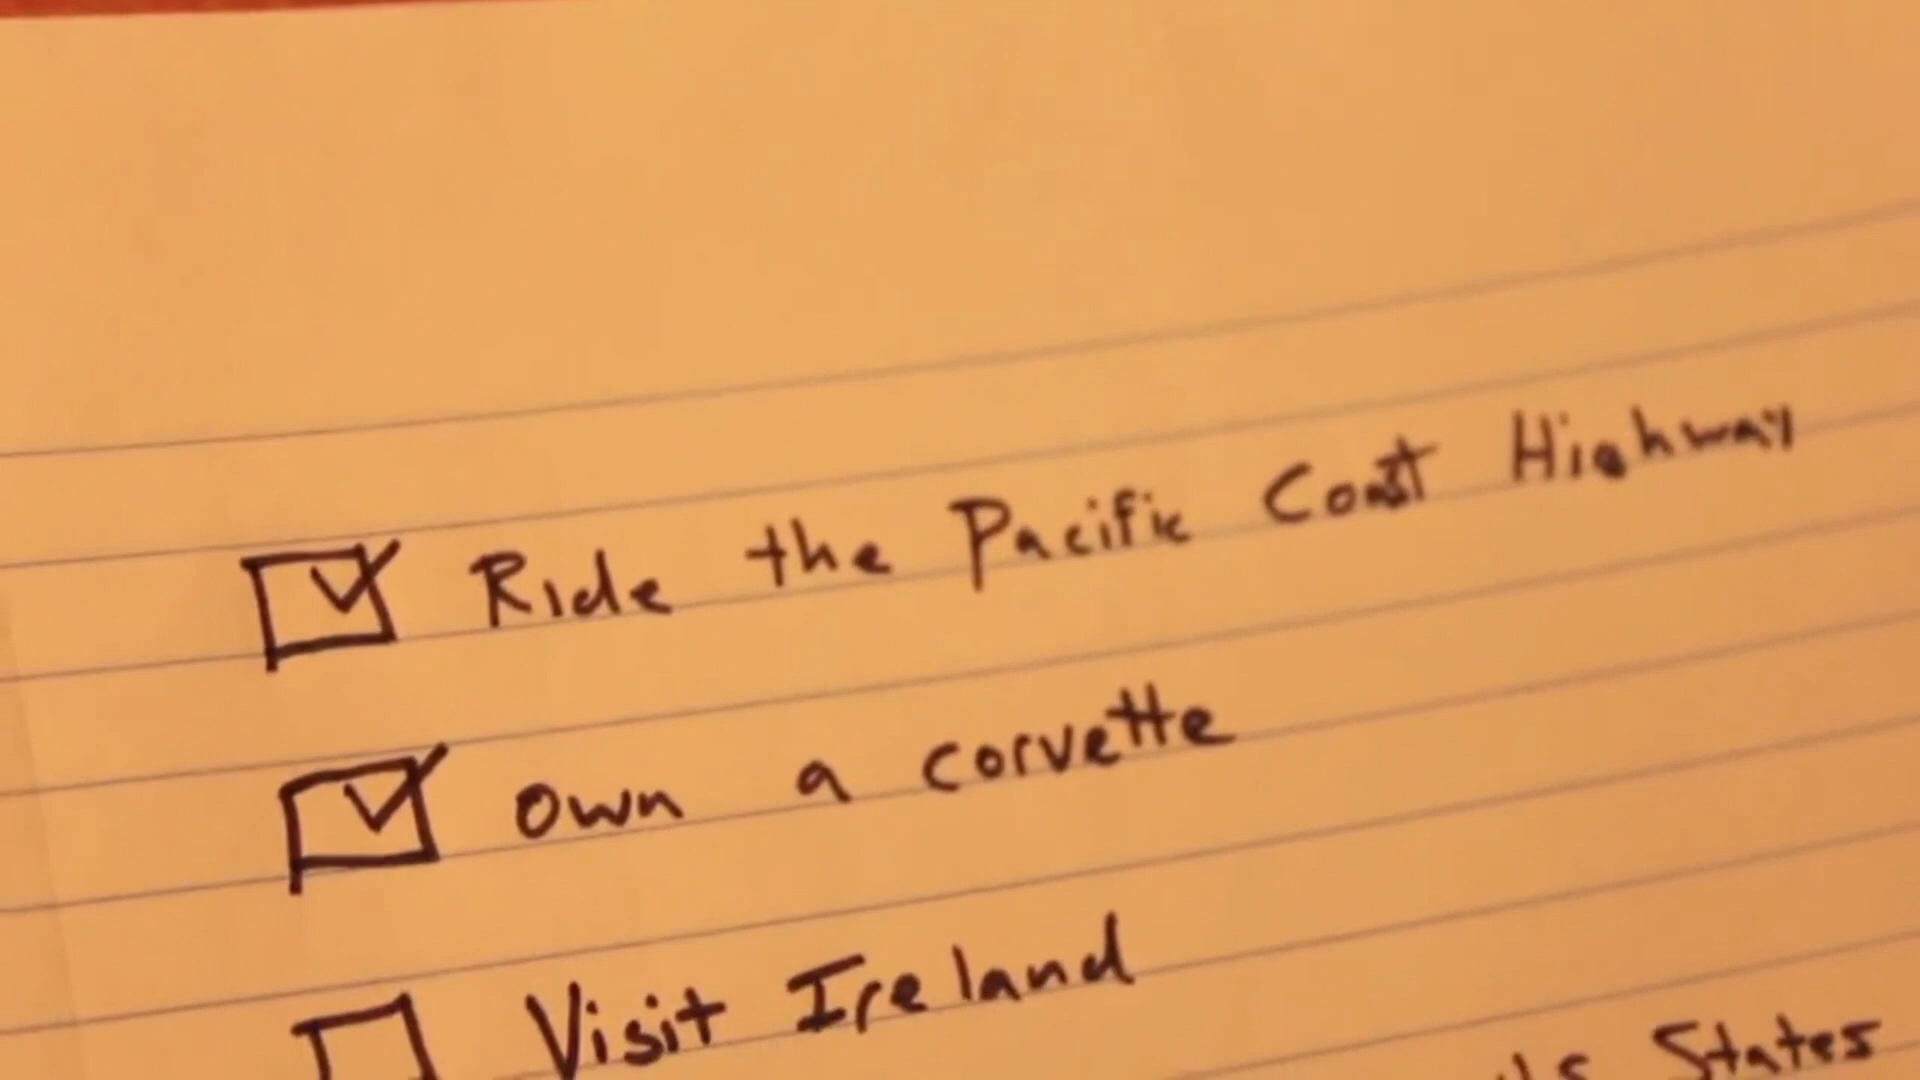 Ride the Pacific Coast Highway
Own a corvette
Visit Ireland
States